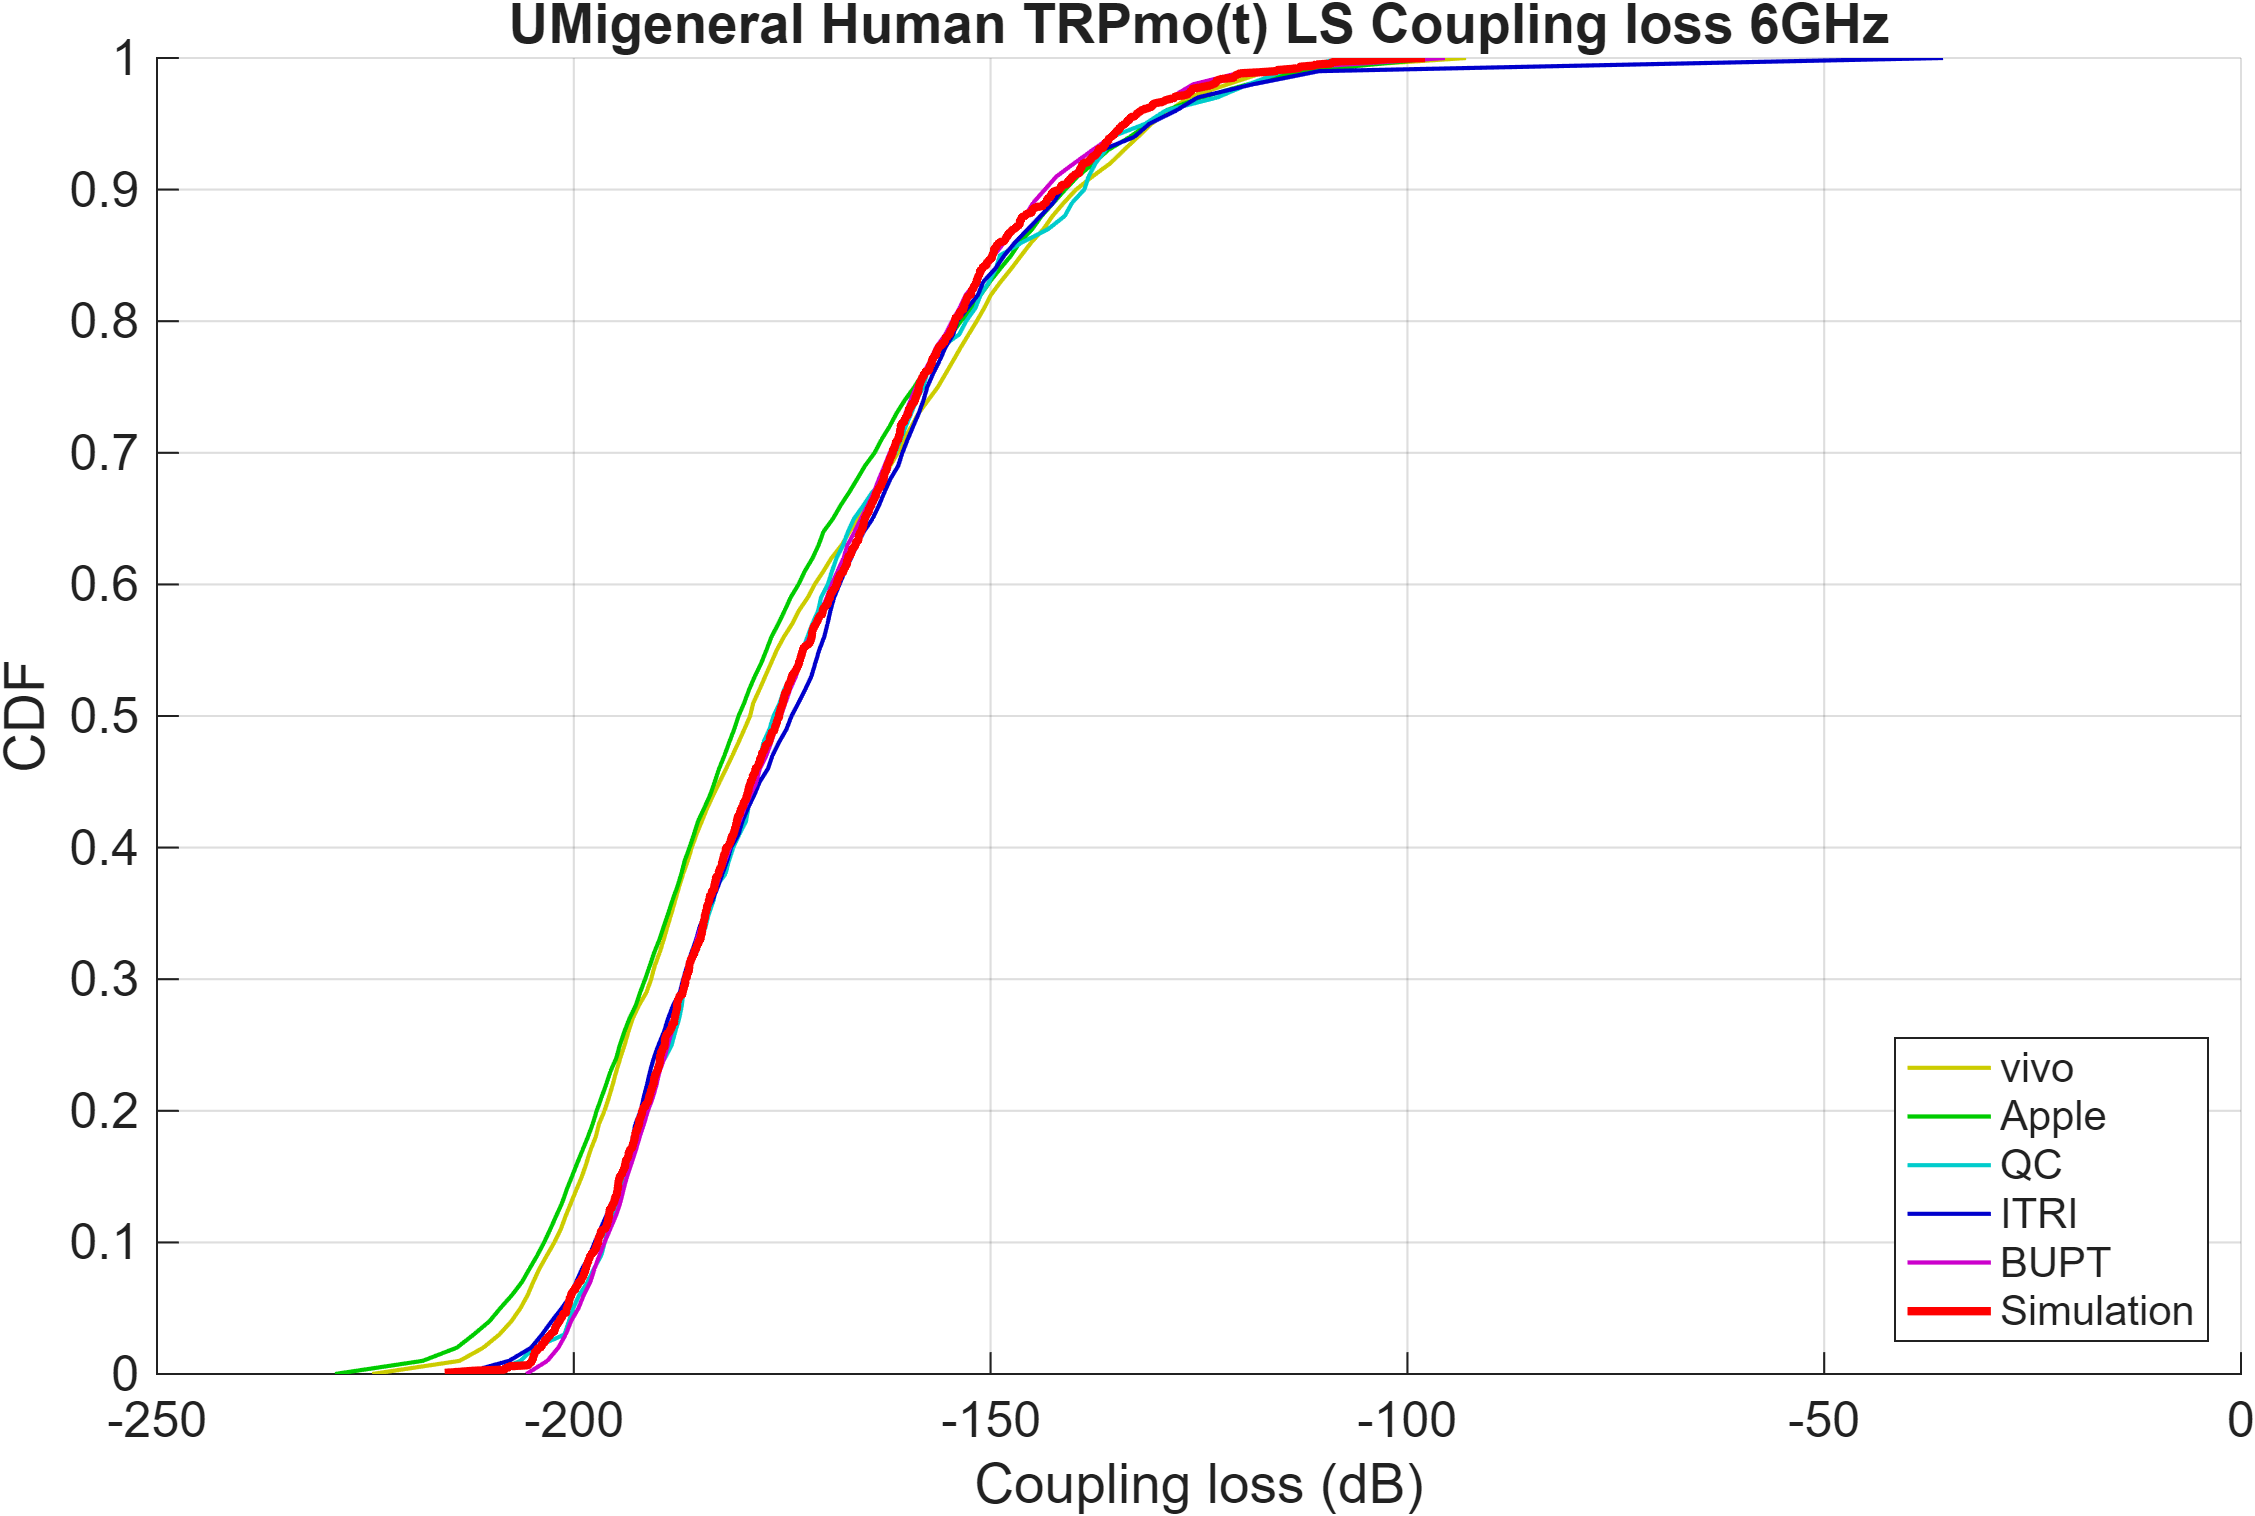 UMigeneral Human TRPmo(t) LS Coupling loss 6GHz
1
0.9
0.8
0.7
0.6
0.5
0.4
0.3
0.2
0.1
0
CDF
-250
-200
-150
-100
-50
0
Coupling loss (dB)
vivo
Apple
QC
ITRI
BUPT
Simulation